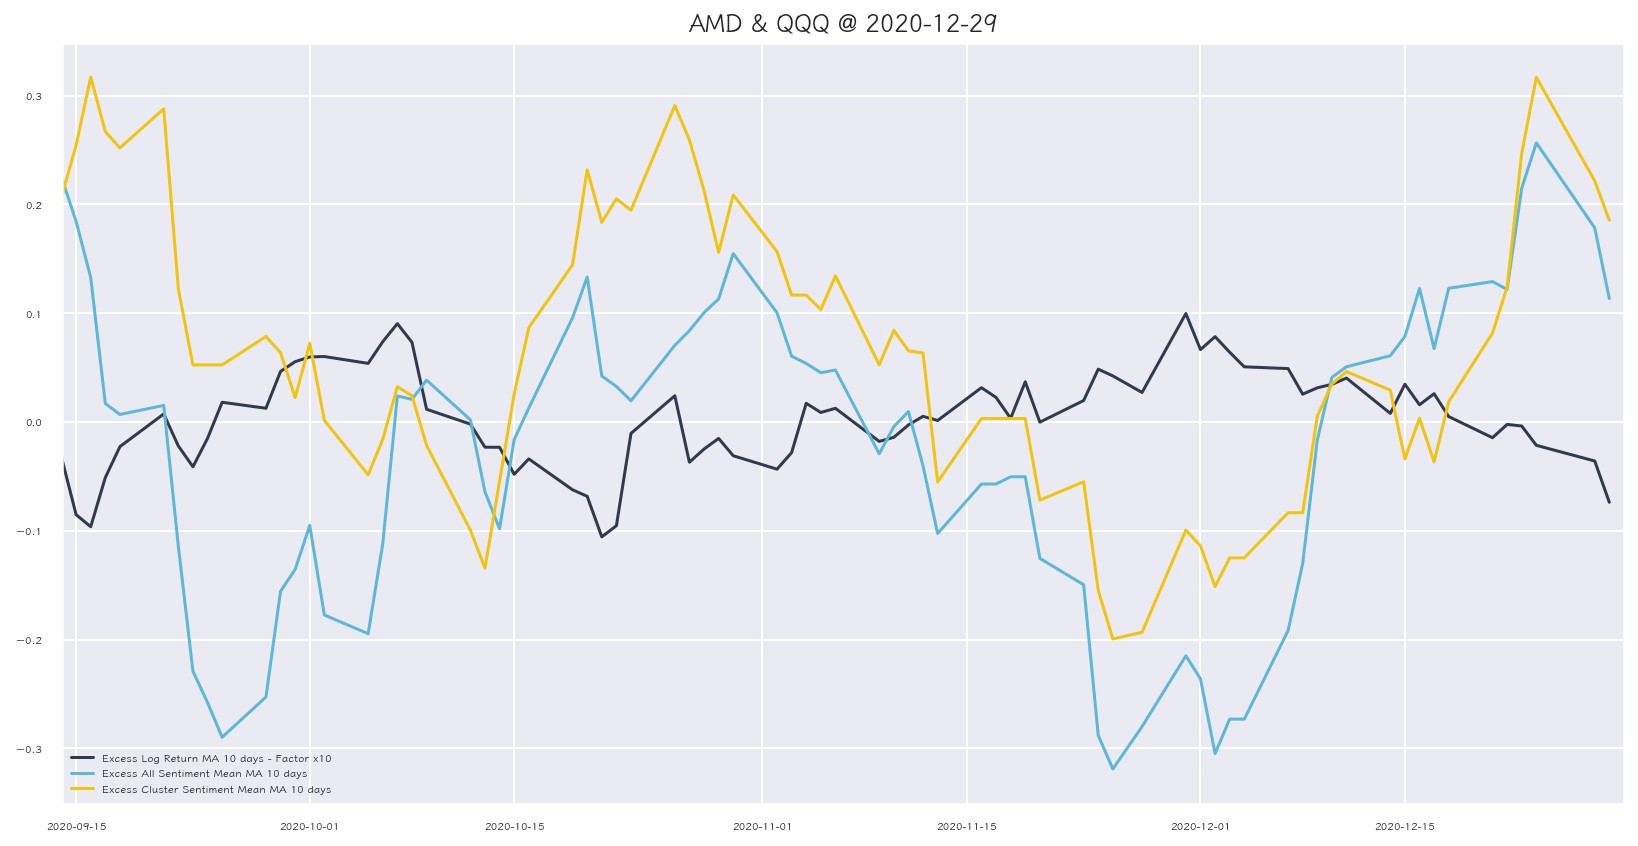 AMD & QQQ @ 2020-12-29
0.3
0.2
0.1
0.0
−0.1
−0.2
−0.3
Excess Log Return MA 10 days - Factor x10
Excess All Sentiment Mean MA 10 days
Excess Cluster Sentiment Mean MA 10 days
2020-09-15 2020-10-01 2020-10-15 2020-11-01 2020-11-15 2020-12-01 2020-12-15